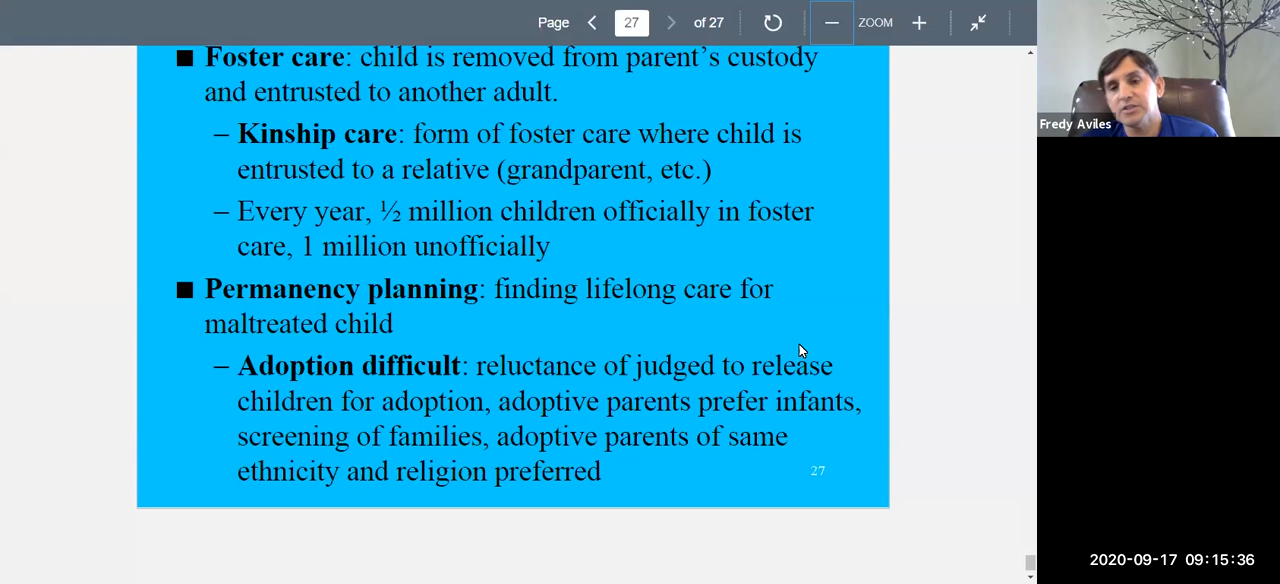 Page 27 of 27 ZOOM
■ Foster care: child is removed from parent's custody
and entrusted to another adult.
– Kinship care: form of foster care where child is
entrusted to a relative (grandparent, etc.)
– Every year, ½ million children officially in foster
care, 1 million unofficially
■ Permanency planning: finding lifelong care for
maltreated child
– Adoption difficult: reluctance of judged to release
children for adoption, adoptive parents prefer infants,
screening of families, adoptive parents of same
ethnicity and religion preferred
27
Fredy Aviles
2020-09-17 09:15:36